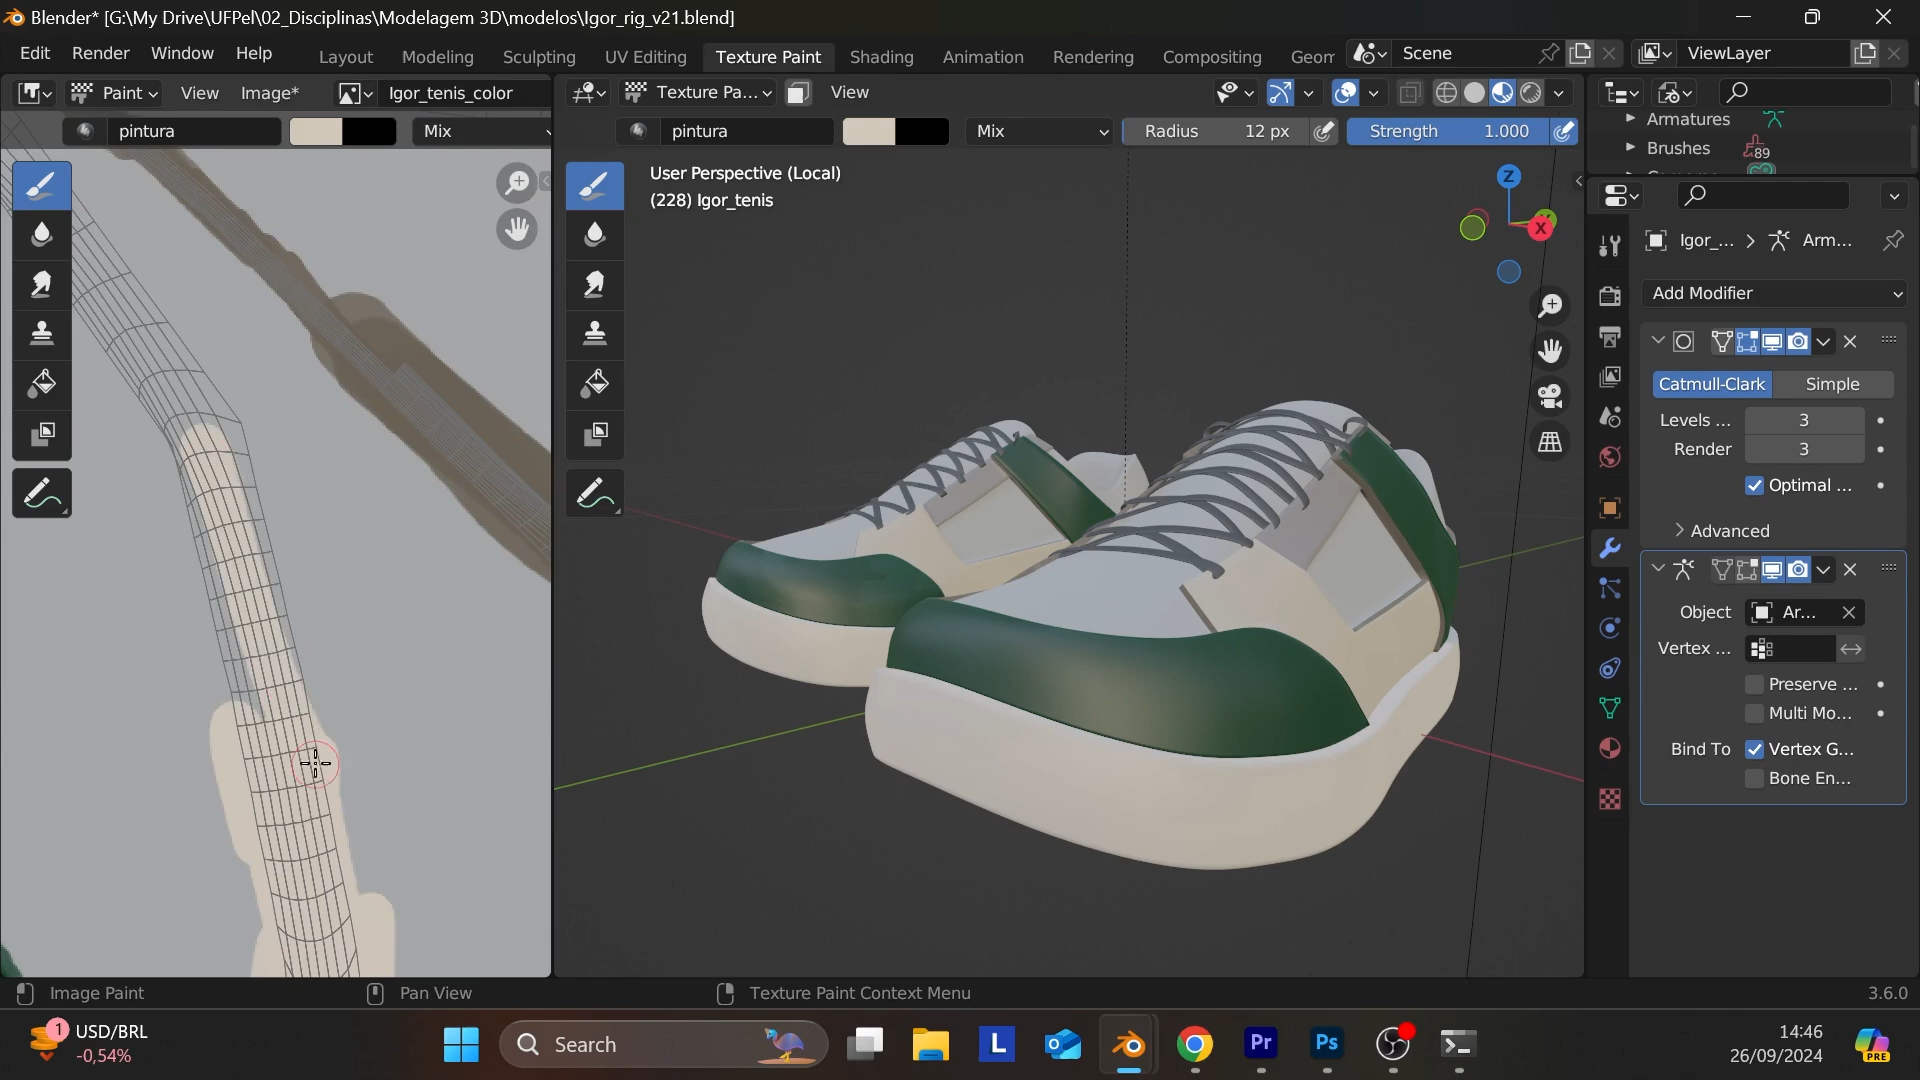 Blender* [G:\My Drive\UFPel\02_Disciplinas\Modelagem 3D\modelos\Igor_rig_v21.blend]
Edit Render Window Help Layout Modeling Sculpting UV Editing Texture Paint Shading Animation Rendering Compositing Geom Scene ViewLayer
Paint View Image* Igor_tenis_color Texture Pa... View
pintura Mix pintura Mix Radius 12 px Strength 1.000
Armatures
Brushes 89
User Perspective (Local)
(228) Igor_tenis
Z
X
Igor_... > Arm...
Add Modifier
Catmull-Clark Simple
Levels ... 3
Render 3
Optimal ...
Advanced
Object Ar...
Vertex ...
Preserve ...
Multi Mo...
Bind To Vertex G...
Bone En...
Image Paint Pan View Texture Paint Context Menu 3.6.0
1 USD/BRL
-0,54%
Search
L
Pr
Ps
14:46
26/09/2024
PRE